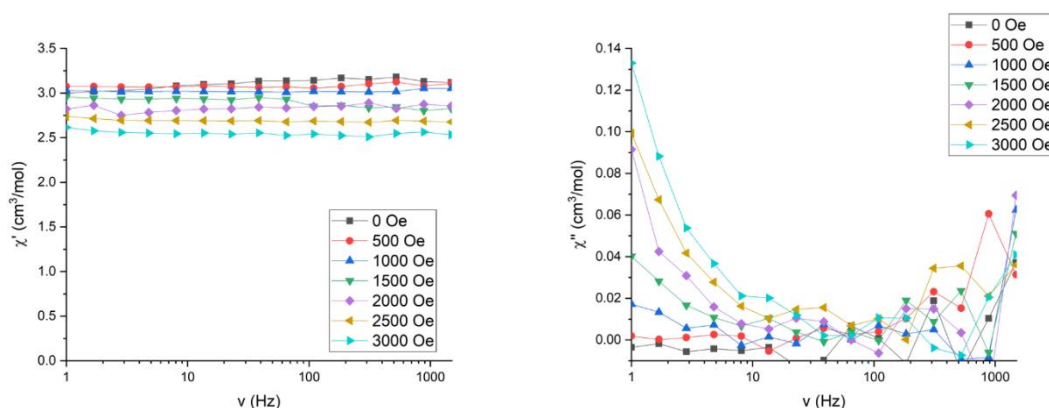 3.5
3.0
2.5
2.0
1.5
1.0
0.5
0.0
χ' (cm³/mol)
0 Oe
500 Oe
1000 Oe
1500 Oe
2000 Oe
2500 Oe
3000 Oe
1 10 100 1000
ν (Hz)
0.14
0.12
0.10
0.08
0.06
0.04
0.02
0.00
χ'' (cm³/mol)
0 Oe
500 Oe
1000 Oe
1500 Oe
2000 Oe
2500 Oe
3000 Oe
1 10 100 1000
ν (Hz)